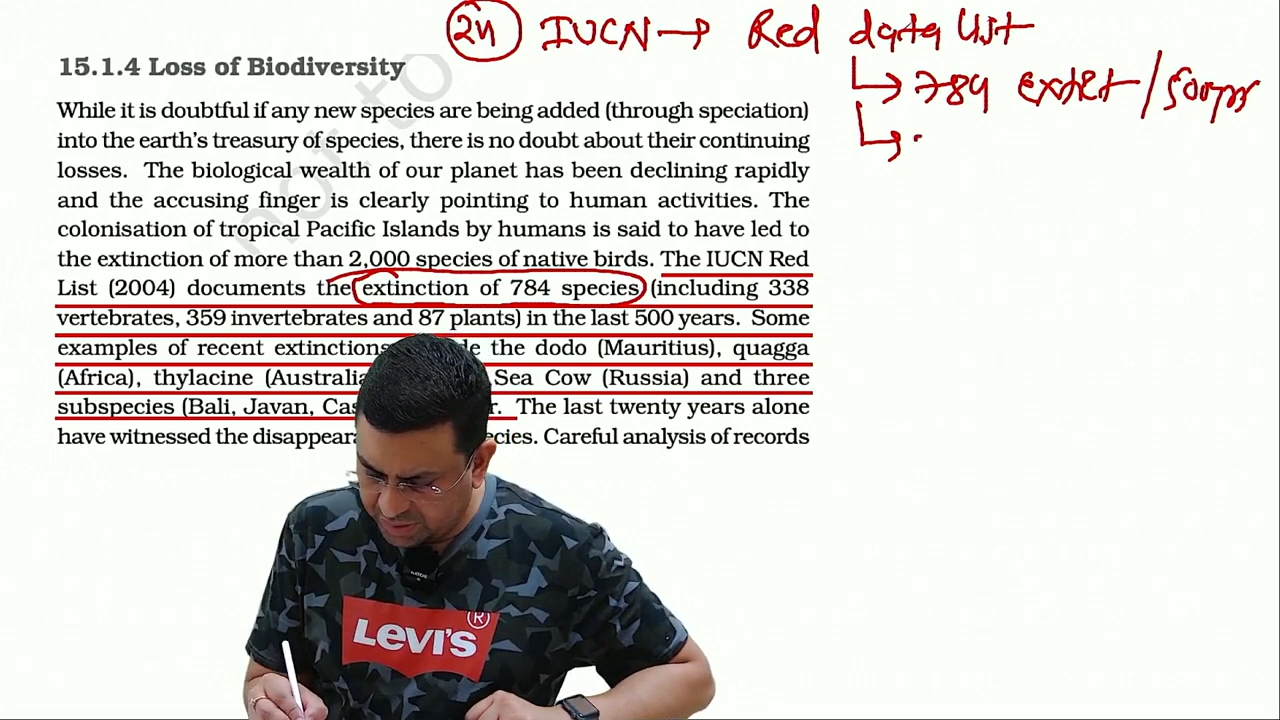 24 IUCN → Red data list
↳ 784 extict / 500yrs
↳
15.1.4 Loss of Biodiversity
not to
While it is doubtful if any new species are being added (through speciation)
into the earth's treasury of species, there is no doubt about their continuing
losses. The biological wealth of our planet has been declining rapidly
and the accusing finger is clearly pointing to human activities. The
colonisation of tropical Pacific Islands by humans is said to have led to
the extinction of more than 2,000 species of native birds. The IUCN Red
List (2004) documents the extinction of 784 species (including 338
vertebrates, 359 invertebrates and 87 plants) in the last 500 years. Some
examples of recent extinctions the dodo (Mauritius), quagga
(Africa), thylacine (Australia Sea Cow (Russia) and three
subspecies (Bali, Javan, Cas r. The last twenty years alone
have witnessed the disappeara ecies. Careful analysis of records
LEVI'S